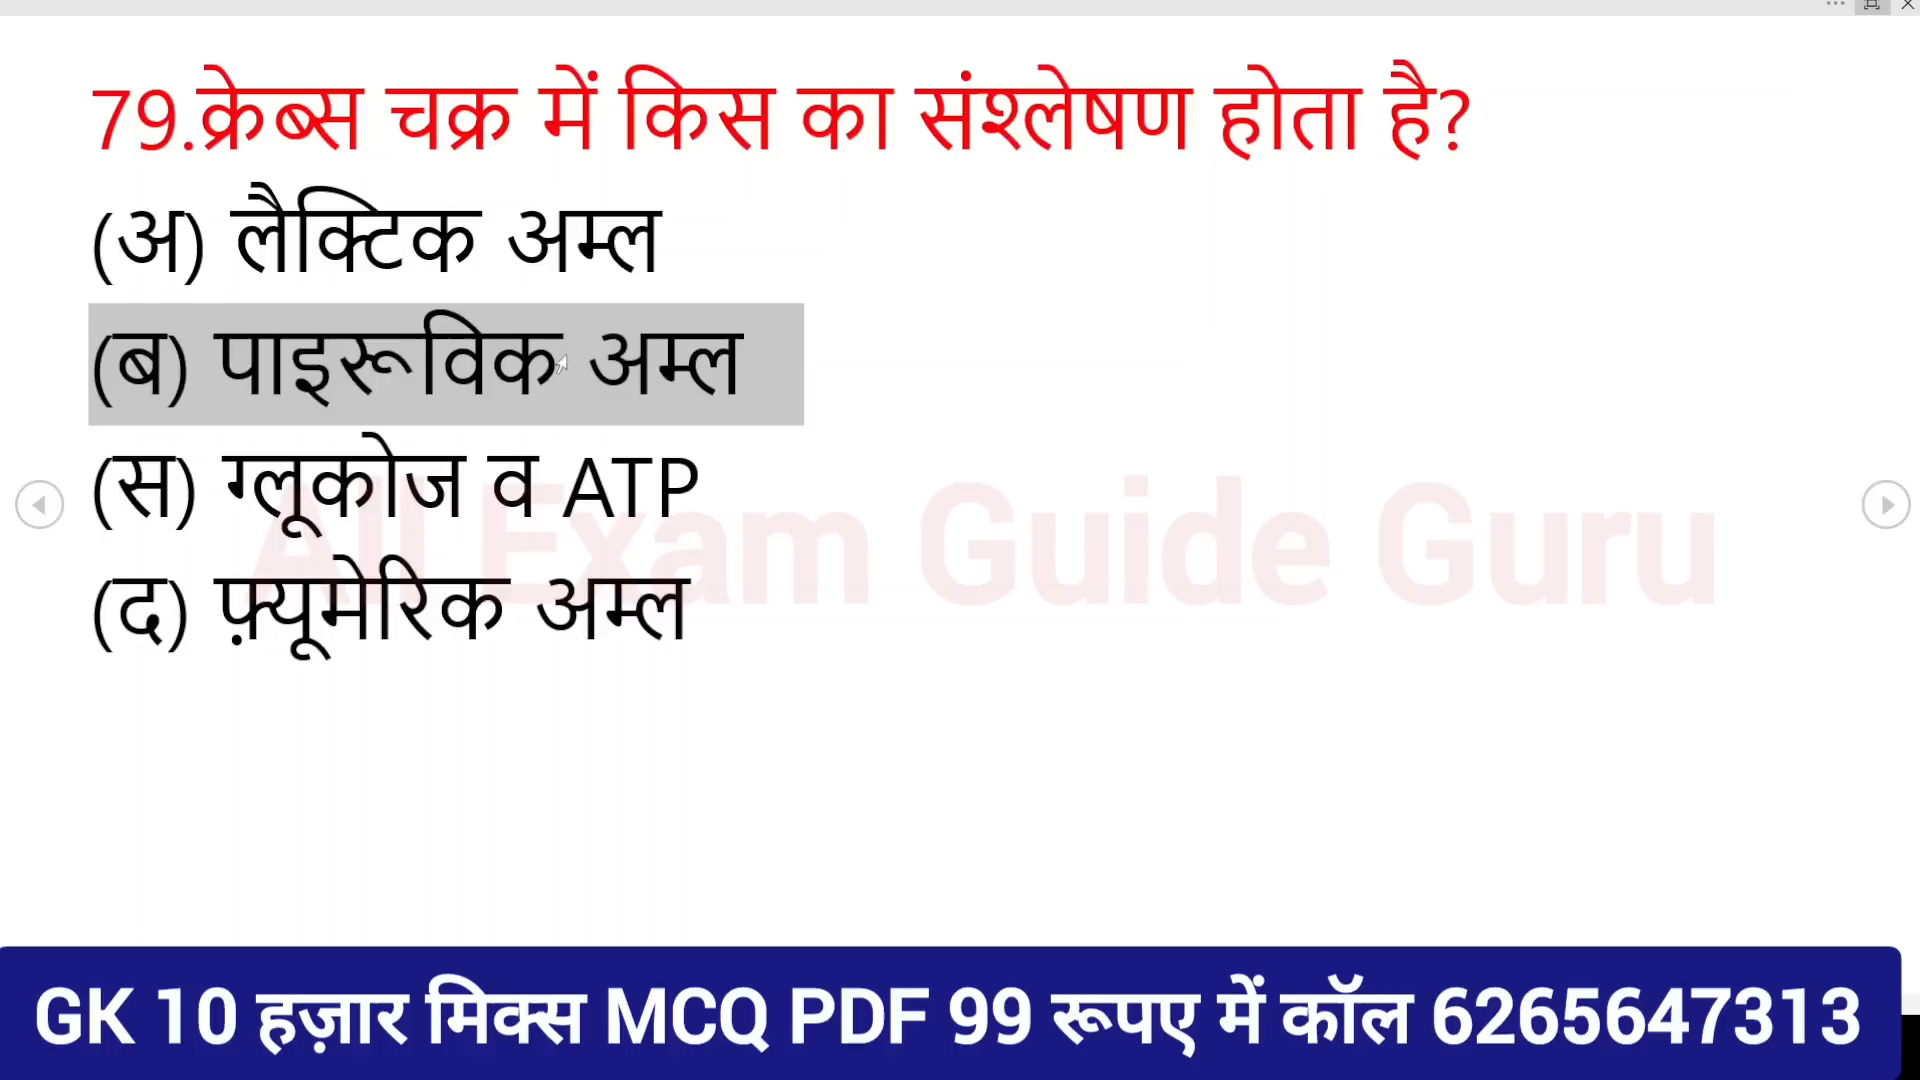 79.क्रेब्स चक्र में किस का संश्लेषण होता है?
(अ) लैक्टिक अम्ल
(ब) पाइरूविक अम्ल
(स) ग्लूकोज व ATP
(द) फ़्यूमेरिक अम्ल
All Exam Guide Guru
GK 10 हज़ार मिक्स MCQ PDF 99 रूपए में कॉल 6265647313